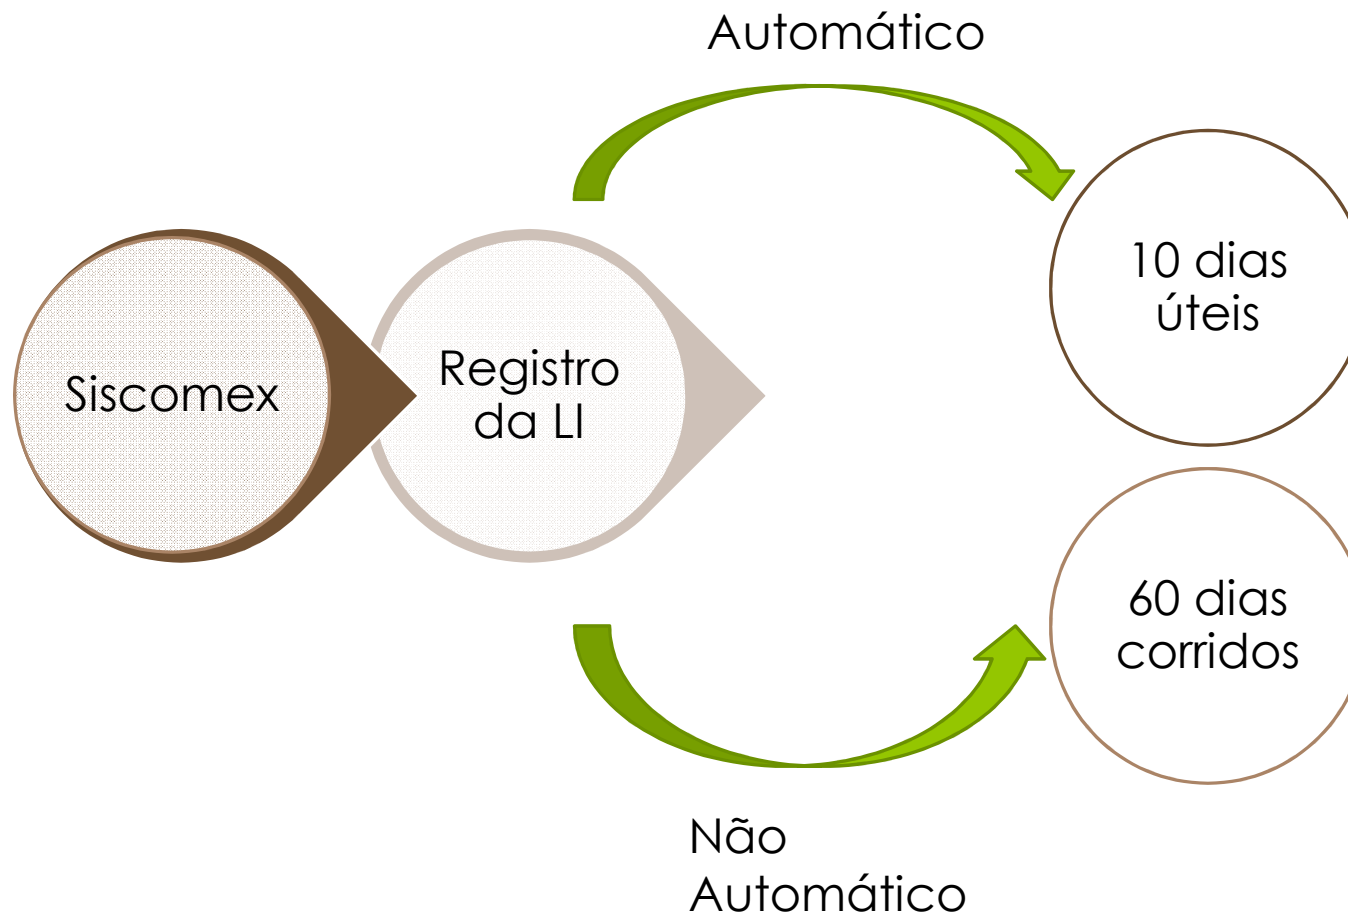 Automático
10 dias
úteis
Siscomex
Registro
da LI
60 dias
corridos
Não
Automático